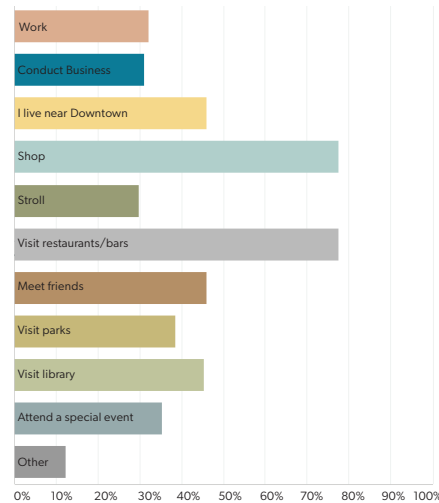 Work
Conduct Business
I live near Downtown
Shop
Stroll
Visit restaurants/bars
Meet friends
Visit parks
Visit library
Attend a special event
Other
0% 10% 20% 30% 40% 50% 60% 70% 80% 90% 100%